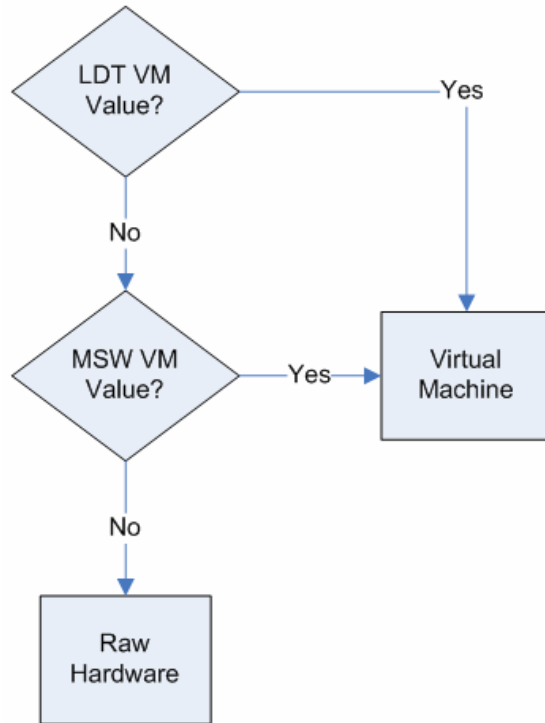 LDT VM
Value?
Yes
No
MSW VM
Value?
Yes
Virtual
Machine
No
Raw
Hardware